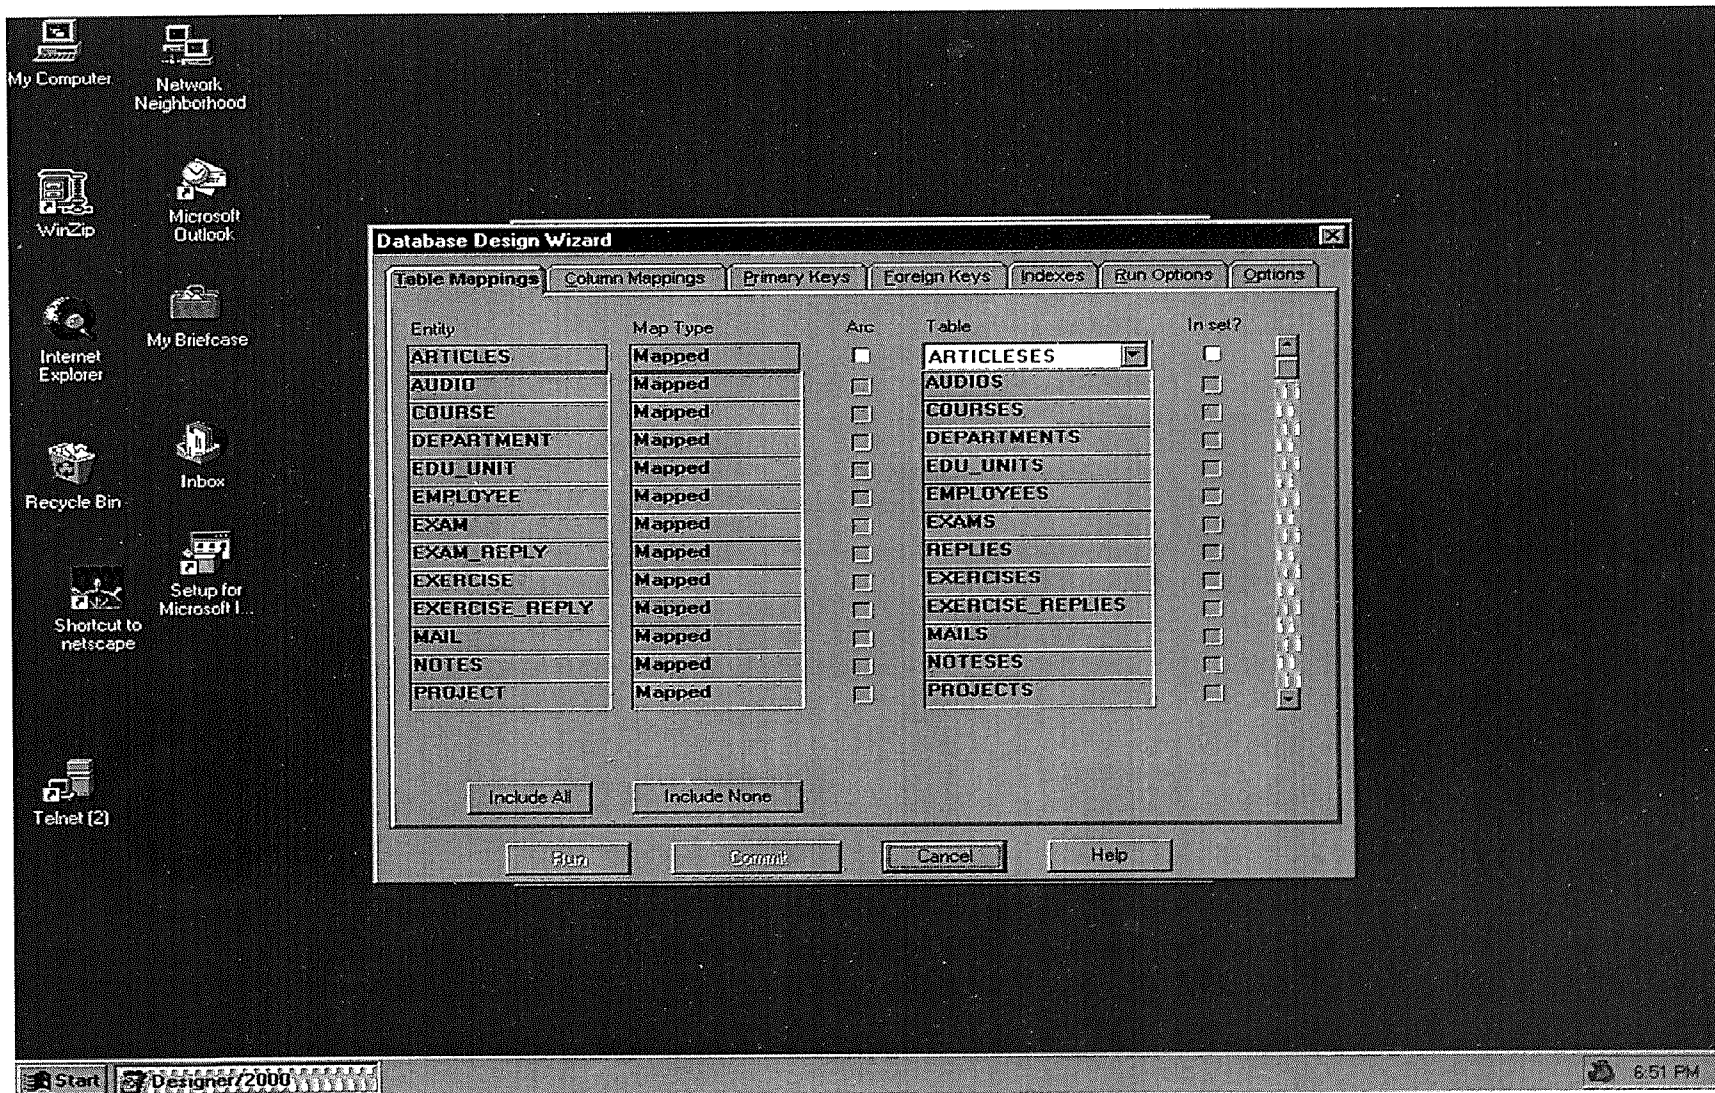 My Computer
Network
Neighborhood
WinZip
Microsoft
Outlook
Internet
Explorer
My Briefcase
Recycle Bin
Inbox
Shortcut to
netscape
Setup for
Microsoft I...
Telnet (2)
Database Design Wizard
Table Mappings Column Mappings Primary Keys Foreign Keys Indexes Run Options Options
Entity Map Type Arc Table In set?
ARTICLES Mapped ARTICLESES
AUDIO Mapped AUDIOS
COURSE Mapped COURSES
DEPARTMENT Mapped DEPARTMENTS
EDU_UNIT Mapped EDU_UNITS
EMPLOYEE Mapped EMPLOYEES
EXAM Mapped EXAMS
EXAM_REPLY Mapped REPLIES
EXERCISE Mapped EXERCISES
EXERCISE_REPLY Mapped EXERCISE_REPLIES
MAIL Mapped MAILS
NOTES Mapped NOTESES
PROJECT Mapped PROJECTS
Include All Include None
Run Commit Cancel Help
Start Designer/2000 6:51 PM